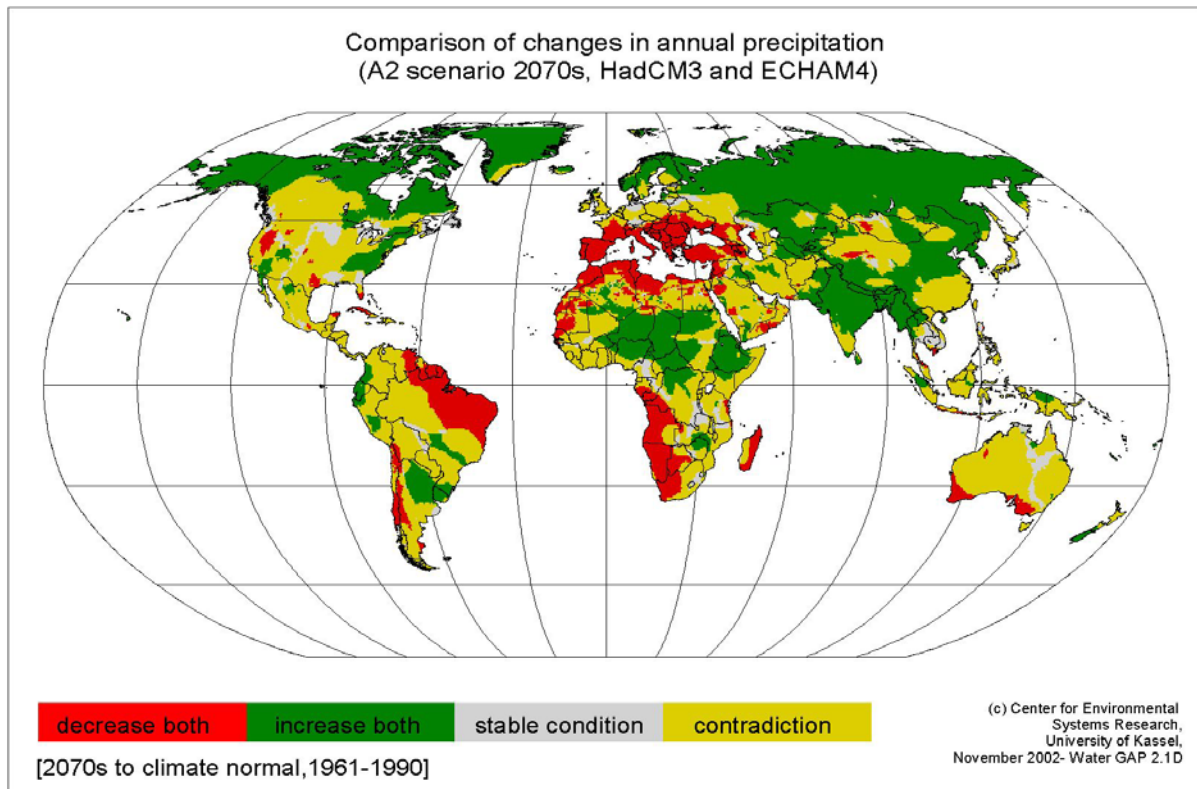 Comparison of changes in annual precipitation
(A2 scenario 2070s, HadCM3 and ECHAM4)
decrease both
increase both
stable condition
contradiction
[2070s to climate normal,1961-1990]
(c) Center for Environmental
Systems Research,
University of Kassel,
November 2002- Water GAP 2.1D